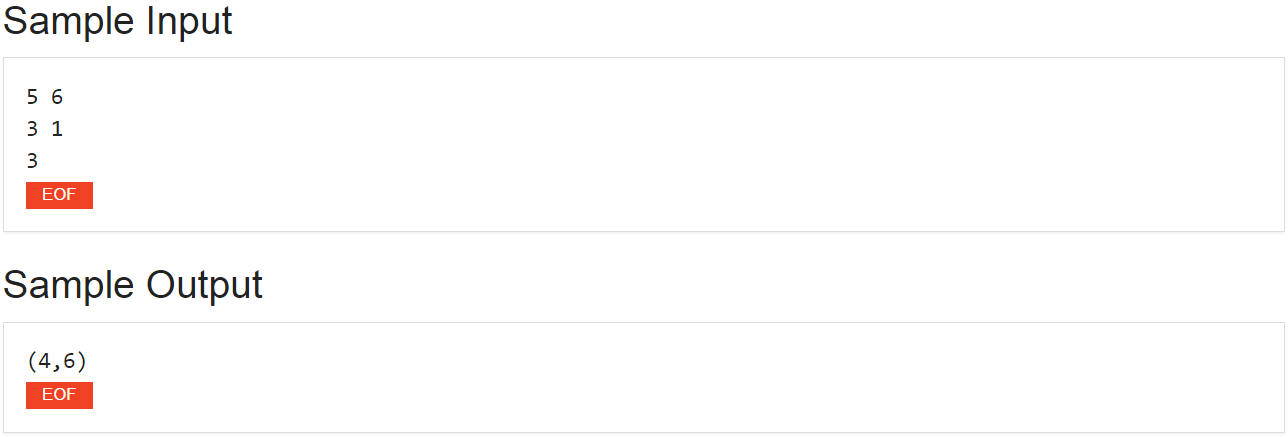 Sample Input
5 6
3 1
3
EOF
Sample Output
(4,6)
EOF